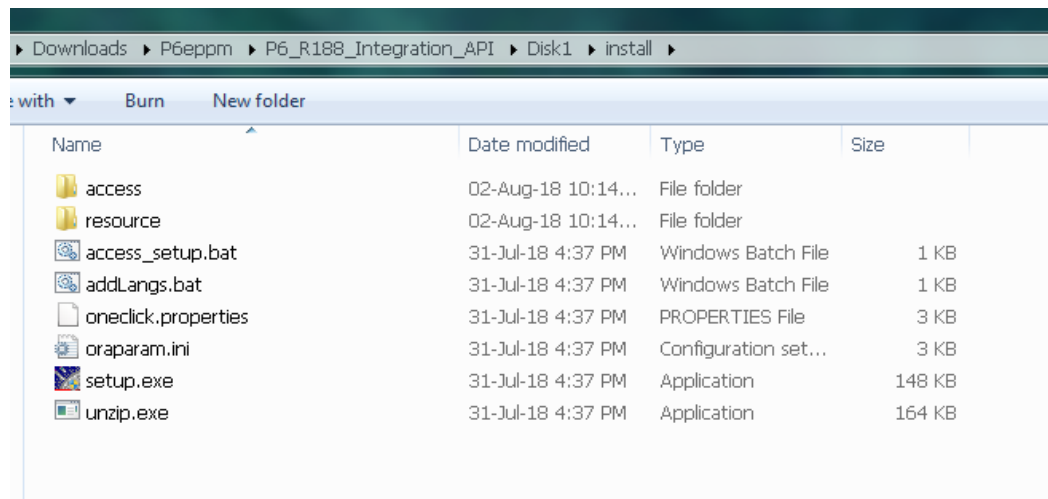 Downloads P6eppm P6_R188_Integration_API Disk1 install
with Burn New folder
Name Date modified Type Size
access 02-Aug-18 10:14... File folder
resource 02-Aug-18 10:14... File folder
access_setup.bat 31-Jul-18 4:37 PM Windows Batch File 1 KB
addLangs.bat 31-Jul-18 4:37 PM Windows Batch File 1 KB
oneclick.properties 31-Jul-18 4:37 PM PROPERTIES File 3 KB
oraparam.ini 31-Jul-18 4:37 PM Configuration set... 3 KB
setup.exe 31-Jul-18 4:37 PM Application 148 KB
unzip.exe 31-Jul-18 4:37 PM Application 164 KB